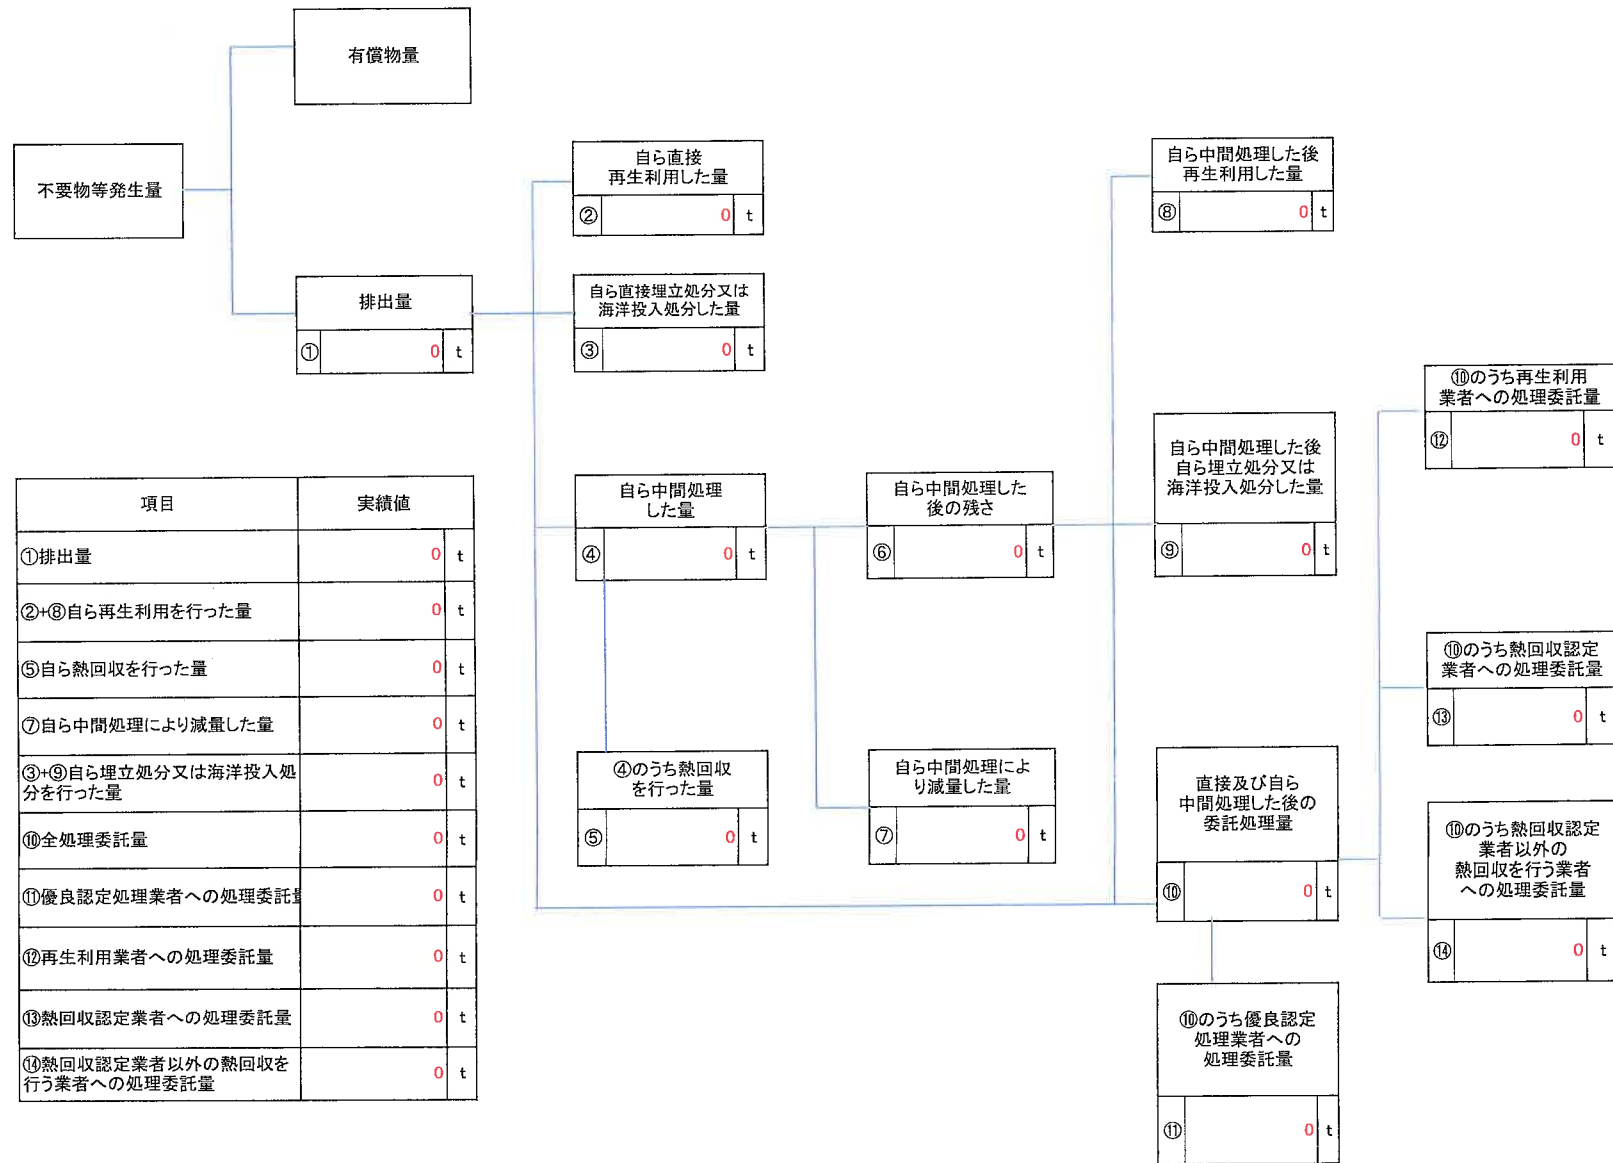 有償物量
不要物等発生量
排出量
① 0 t
自ら直接
再生利用した量
② 0 t
自ら直接埋立処分又は
海洋投入処分した量
③ 0 t
自ら中間処理
した量
④ 0 t
④のうち熱回収
を行った量
⑤ 0 t
自ら中間処理した
後の残さ
⑥ 0 t
自ら中間処理によ
り減量した量
⑦ 0 t
自ら中間処理した後
再生利用した量
⑧ 0 t
自ら中間処理した後
自ら埋立処分又は
海洋投入処分した量
⑨ 0 t
直接及び自ら
中間処理した後の
委託処理量
⑩ 0 t
⑩のうち優良認定
処理業者への
処理委託量
⑪ 0 t
⑩のうち再生利用
業者への処理委託量
⑫ 0 t
⑩のうち熱回収認定
業者への処理委託量
⑬ 0 t
⑩のうち熱回収認定
業者以外の
熱回収を行う業者
への処理委託量
⑭ 0 t
項目 実績値
①排出量 0 t
②+⑧自ら再生利用を行った量 0 t
⑤自ら熱回収を行った量 0 t
⑦自ら中間処理により減量した量 0 t
③+⑨自ら埋立処分又は海洋投入処
分を行った量 0 t
⑩全処理委託量 0 t
⑪優良認定処理業者への処理委託量 0 t
⑫再生利用業者への処理委託量 0 t
⑬熱回収認定業者への処理委託量 0 t
⑭熱回収認定業者以外の熱回収を
行う業者への処理委託量 0 t